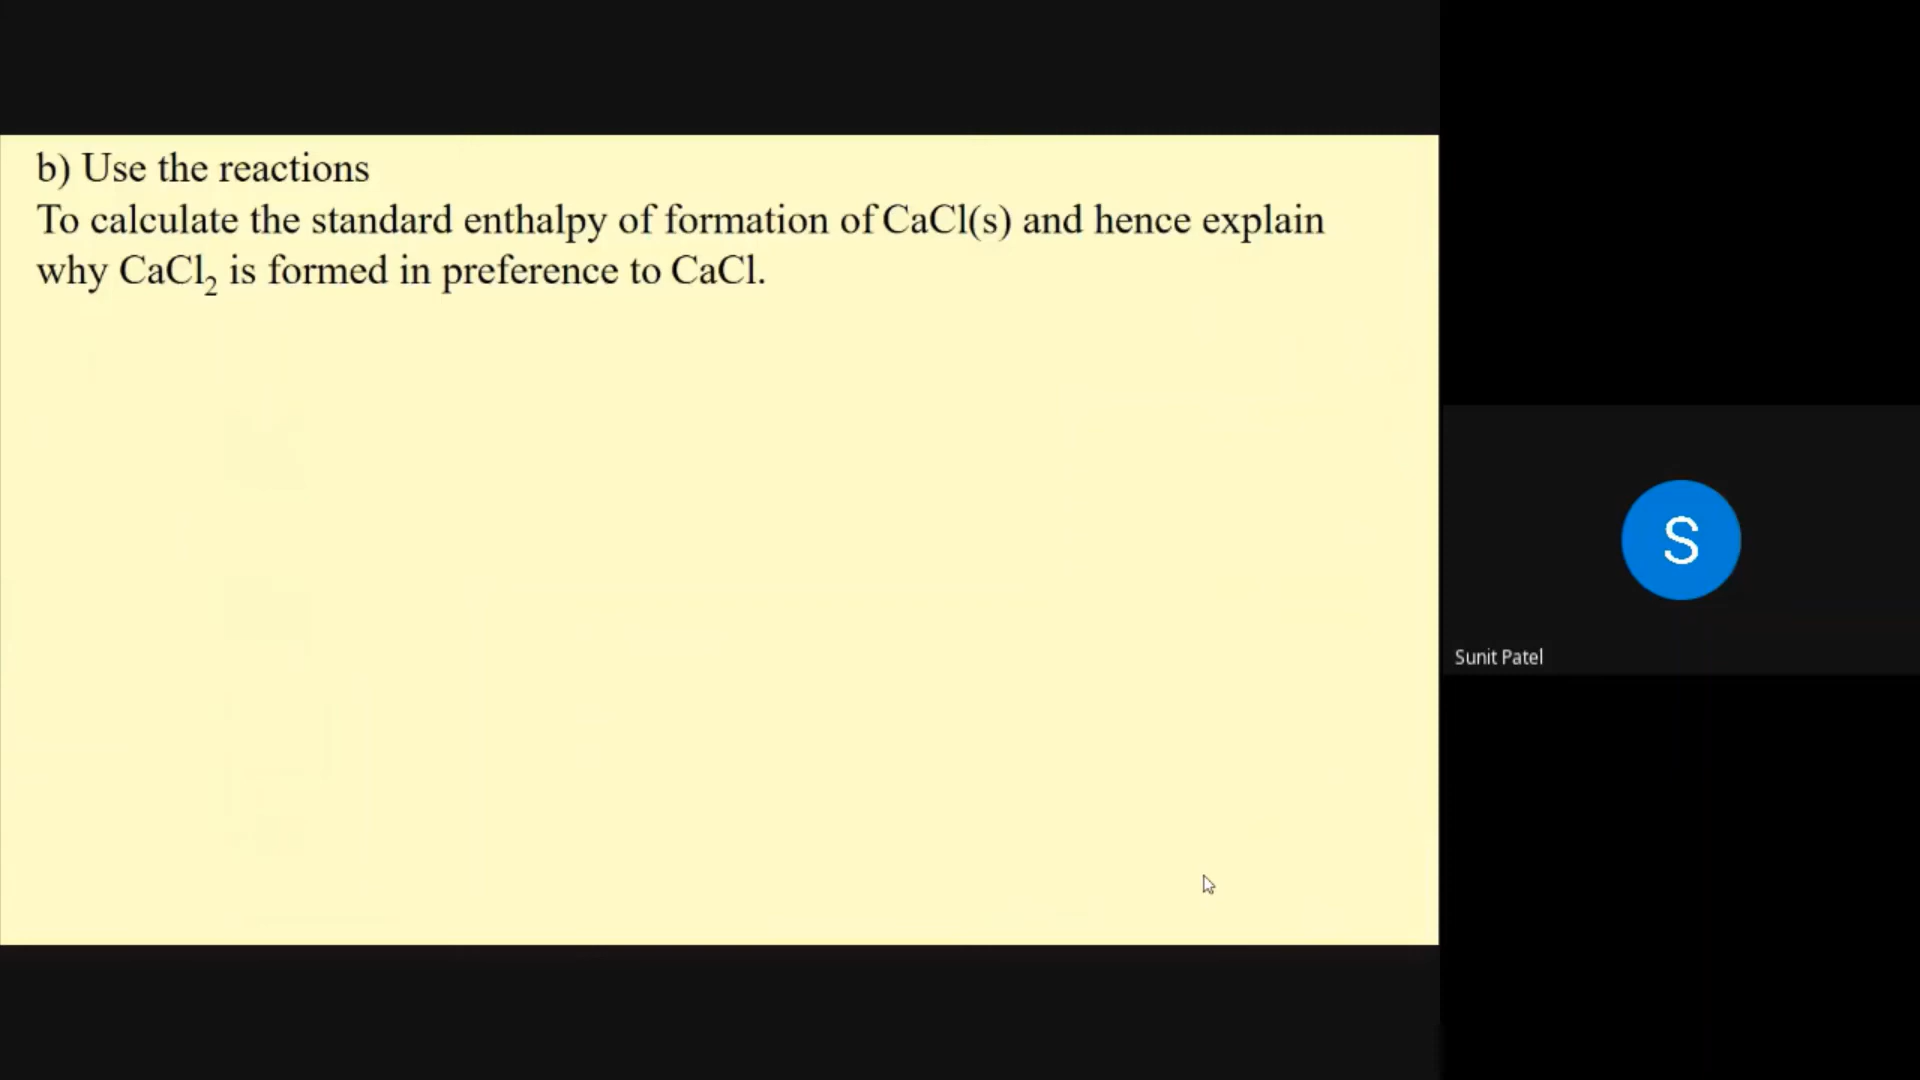 b) Use the reactions
To calculate the standard enthalpy of formation of CaCl(s) and hence explain
why CaCl₂ is formed in preference to CaCl.
S
Sunit Patel